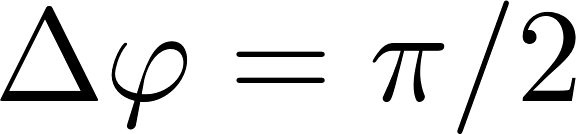 Δφ = π/2